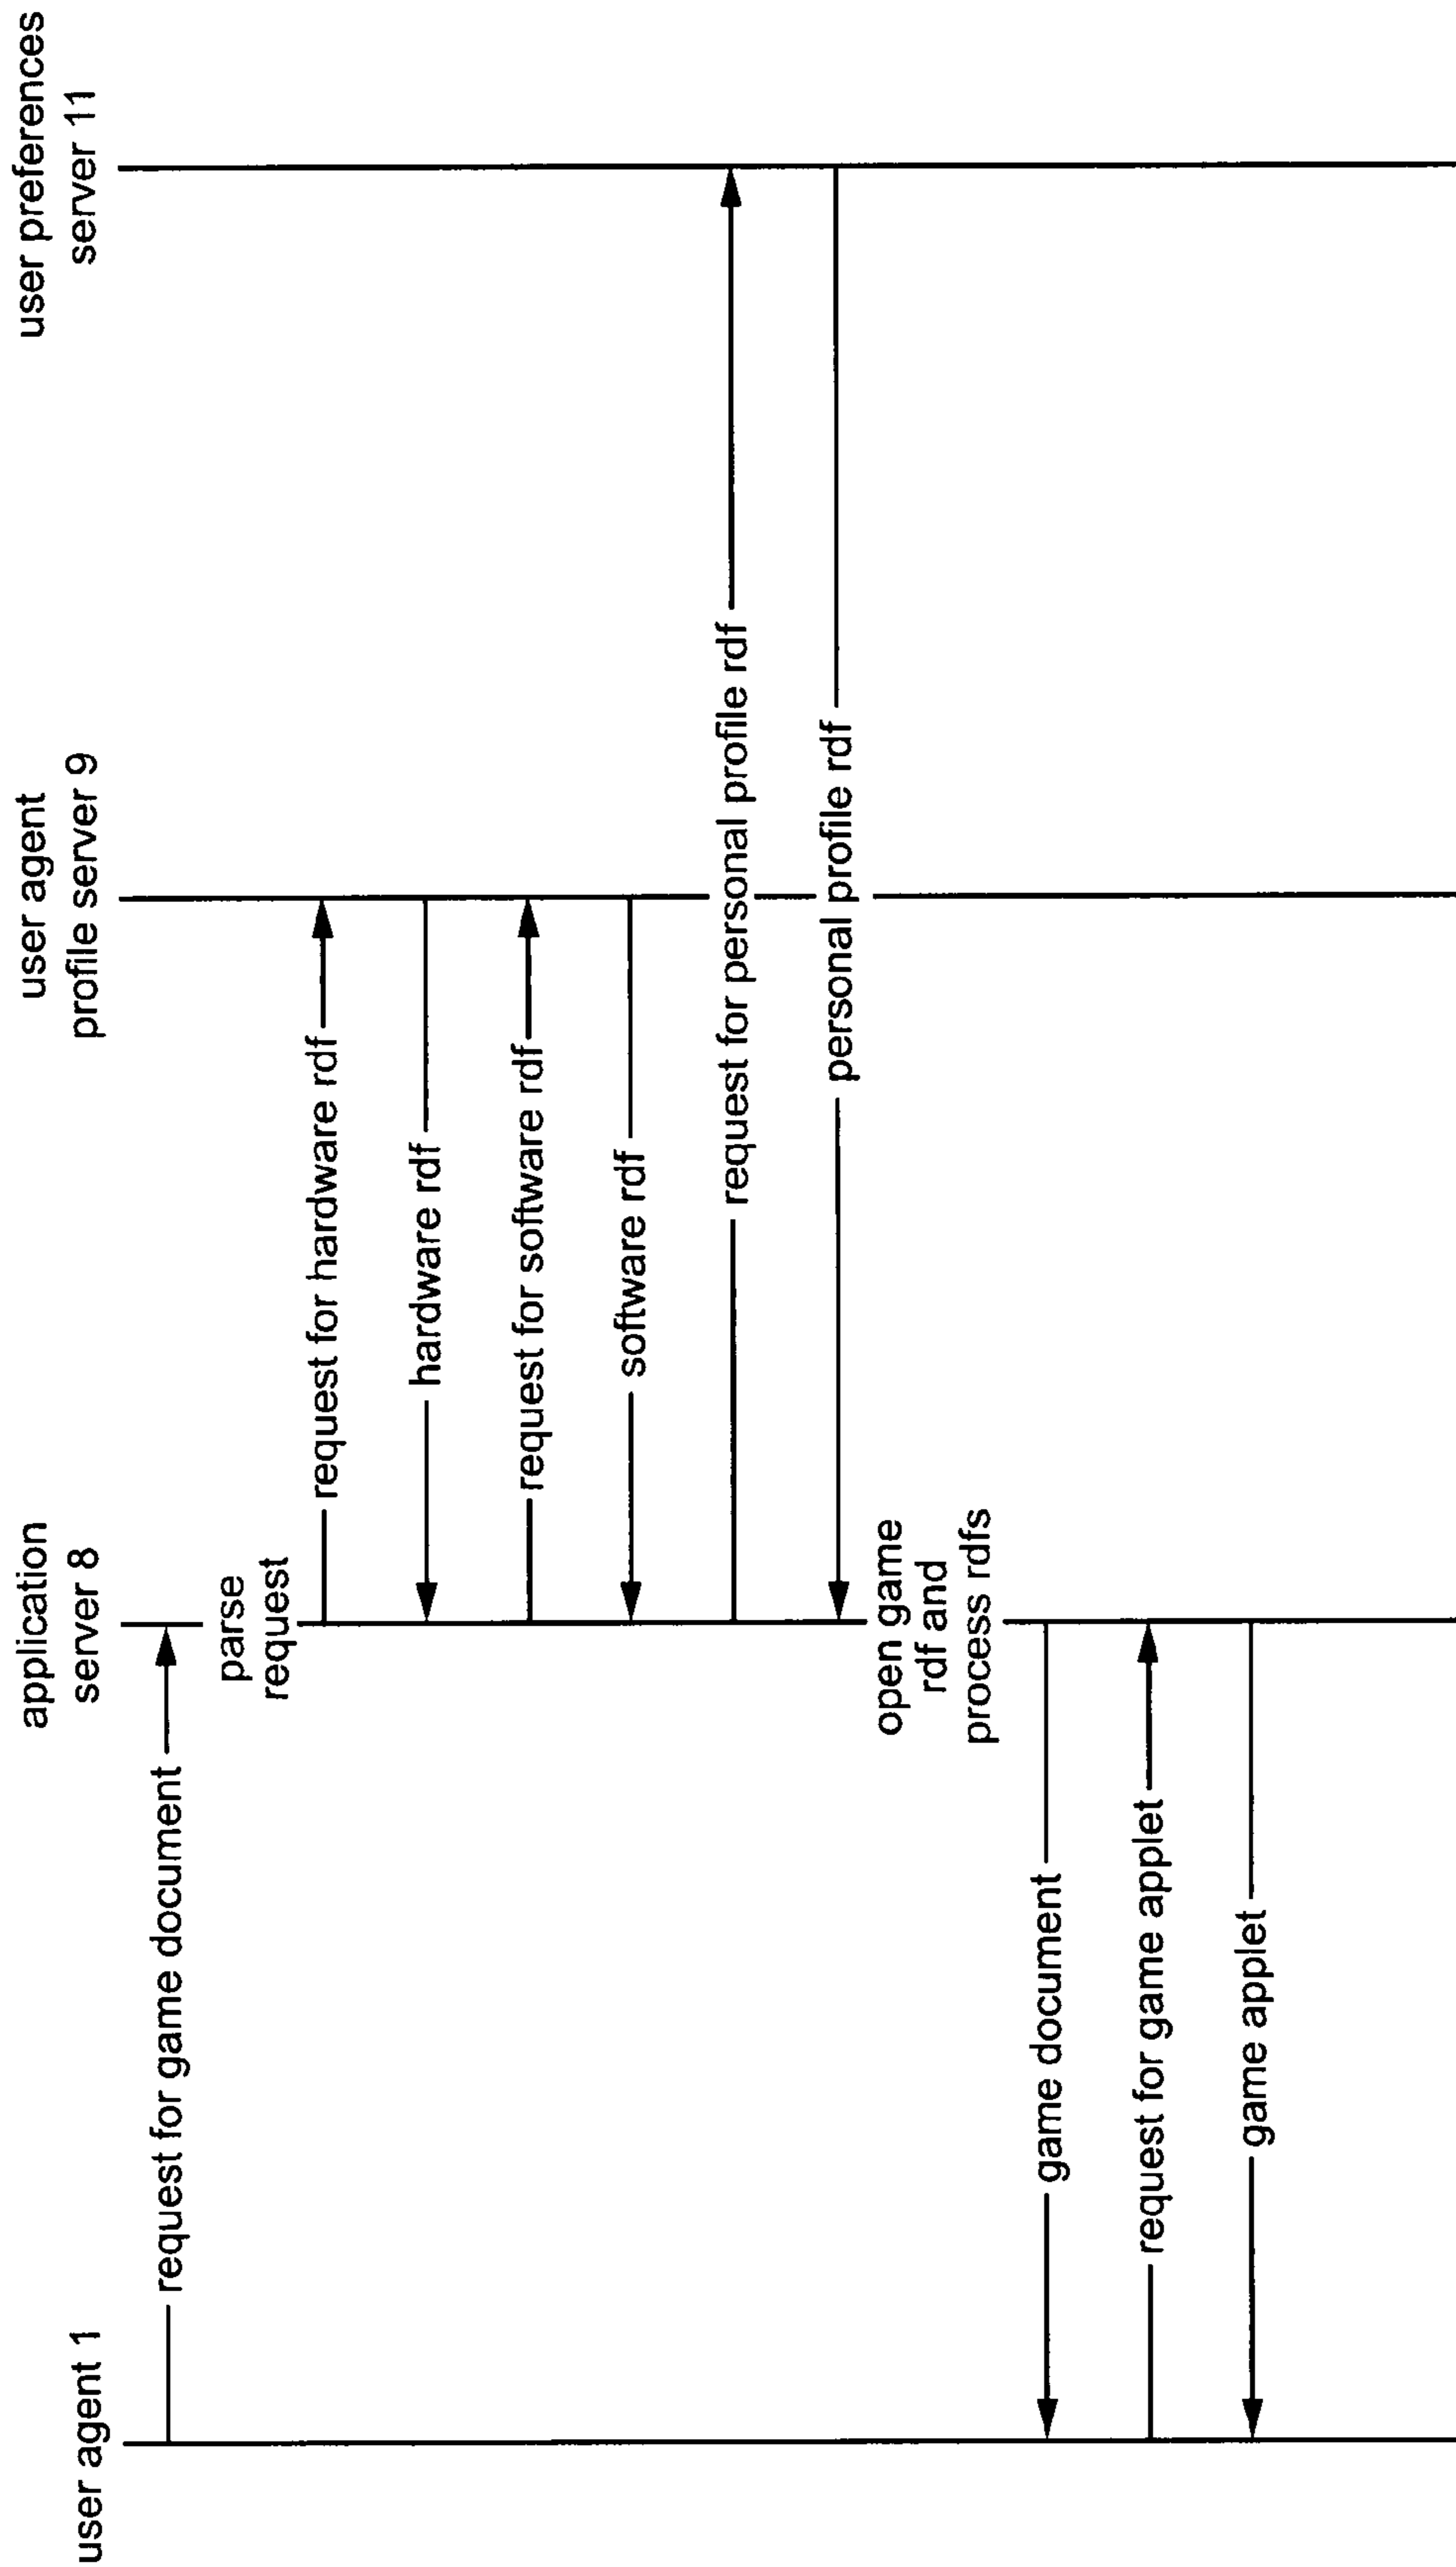 user agent 1
application
server 8
user agent
profile server 9
user preferences
server 11
request for game document
parse
request
request for hardware rdf
hardware rdf
request for software rdf
software rdf
request for personal profile rdf
personal profile rdf
open game
rdf and
process rdfs
game document
request for game applet
game applet